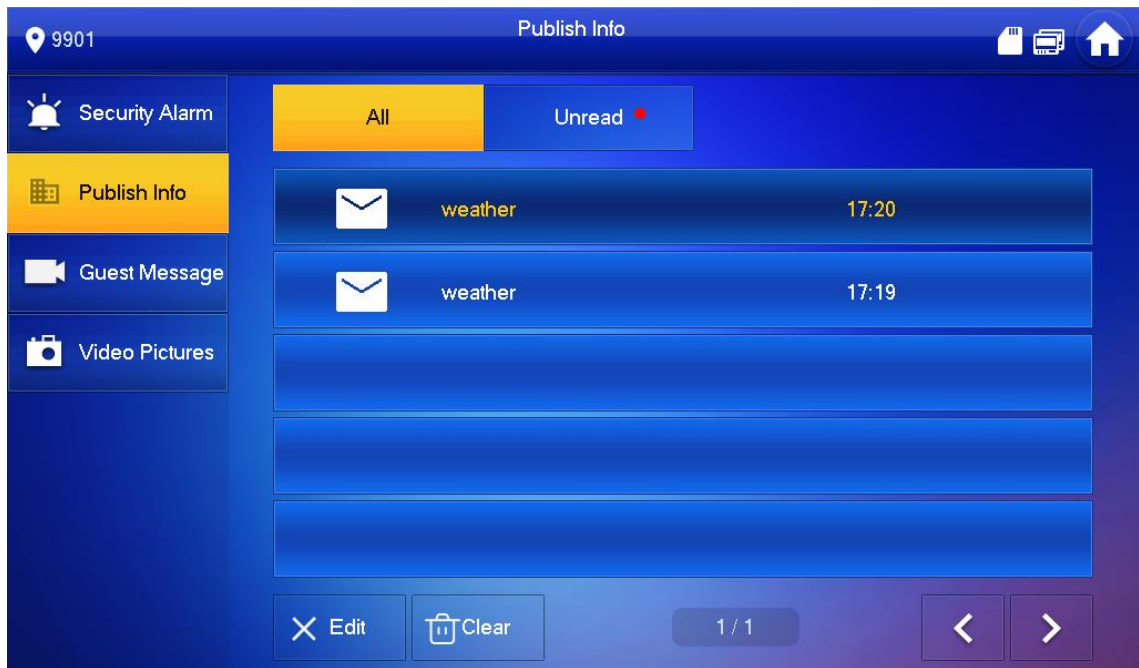 9901
Publish Info
Security Alarm
Publish Info
Guest Message
Video Pictures
All
Unread
weather 17:20
weather 17:19
Edit
Clear
1 / 1